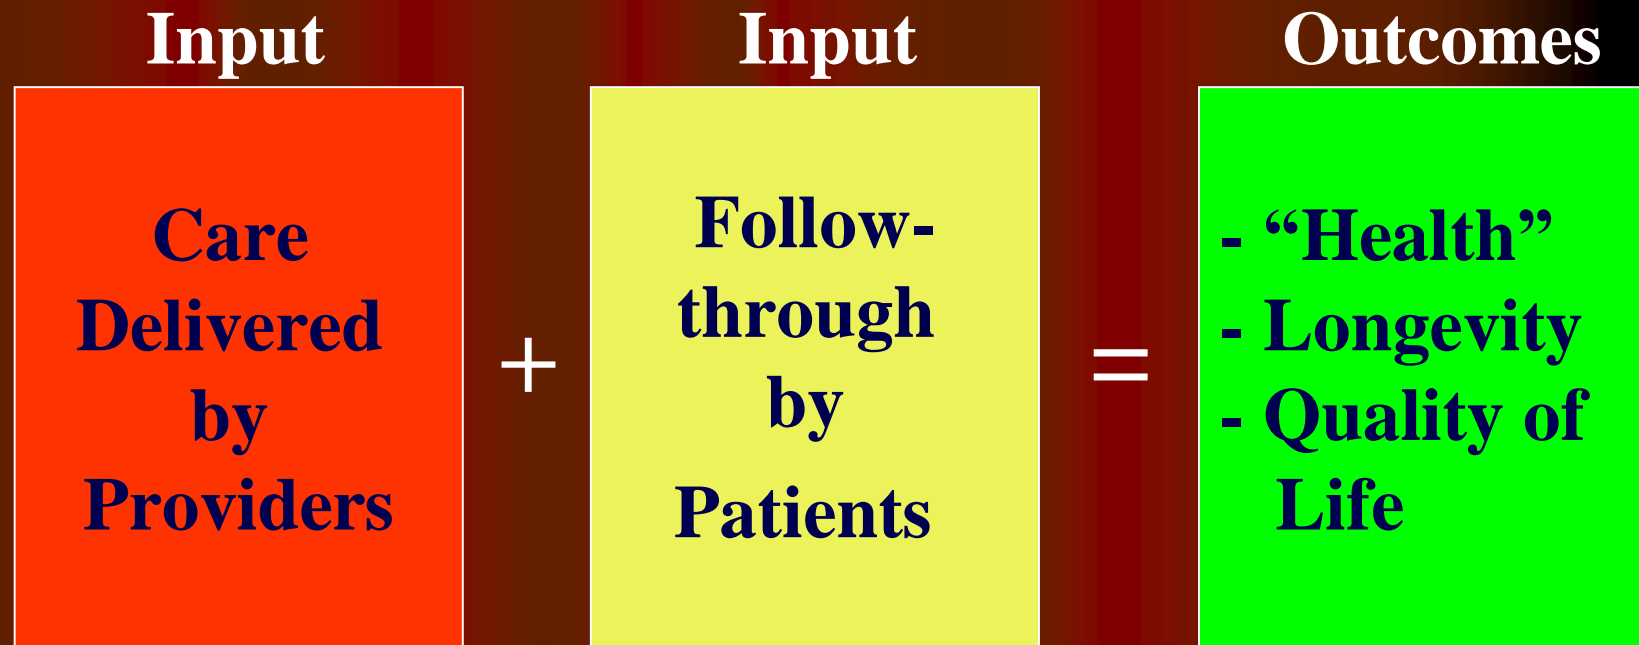 Input
Care
Delivered
by
Providers
+
Input
Follow-
through
by
Patients
=
Outcomes
- “Health”
- Longevity
- Quality of
Life